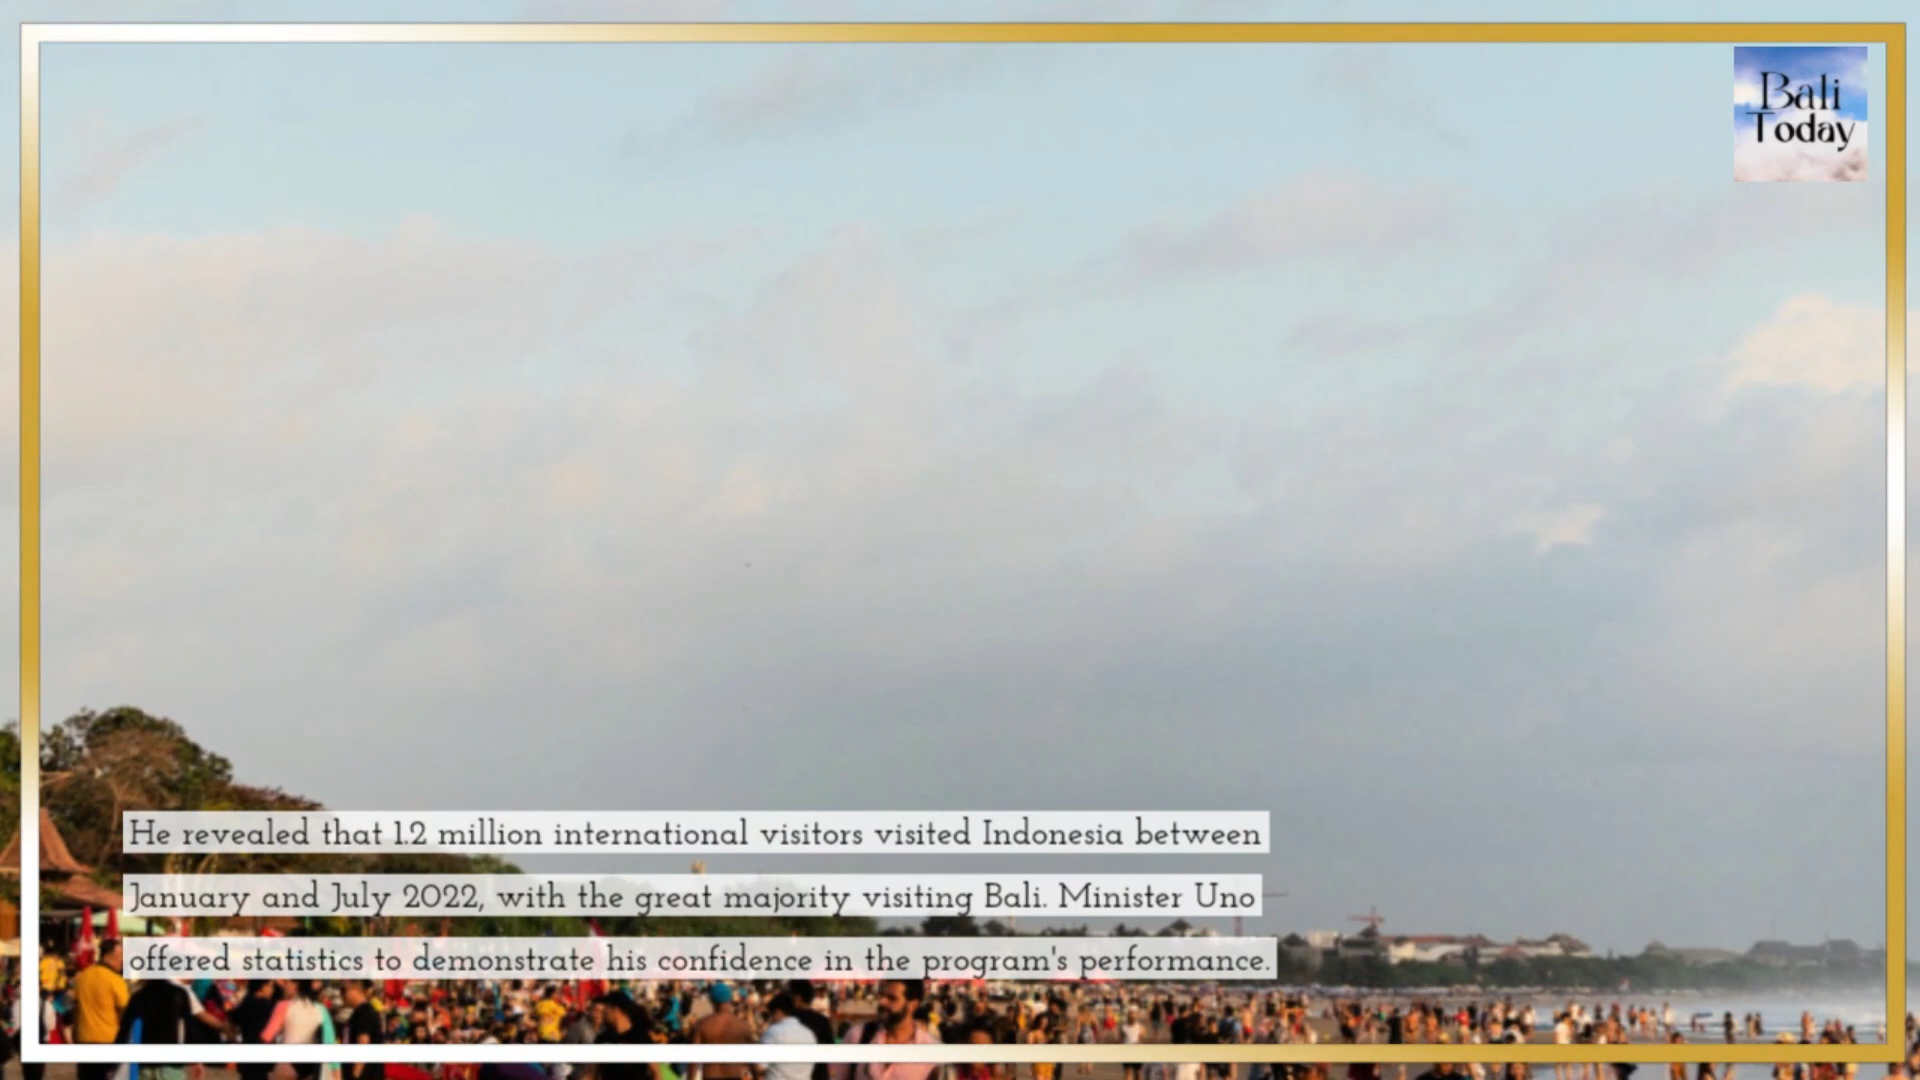 Bali
Today
He revealed that 1.2 million international visitors visited Indonesia between
January and July 2022, with the great majority visiting Bali. Minister Uno
offered statistics to demonstrate his confidence in the program's performance.